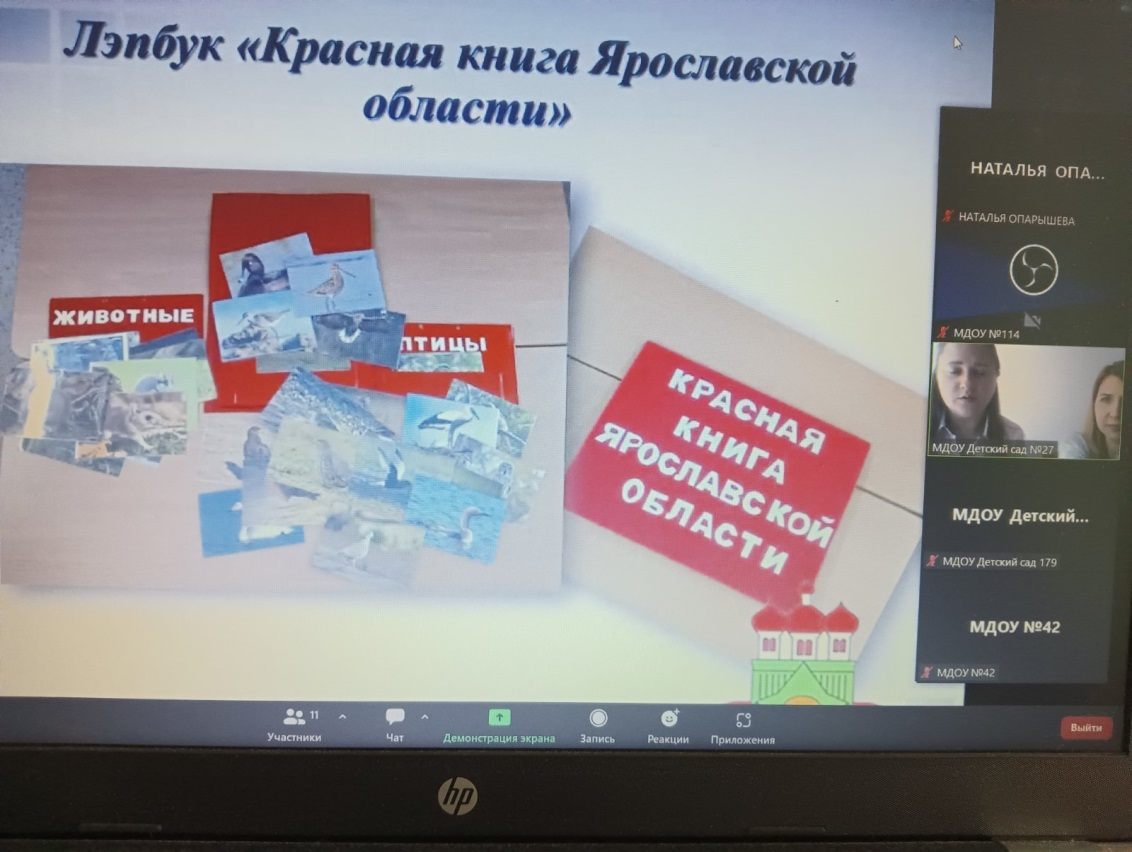 Лэпбук «Красная книга Ярославской
области»
ЖИВОТНЫЕ
ПТИЦЫ
КРАСНАЯ
КНИГА
ЯРОСЛАВСКОЙ
ОБЛАСТИ
НАТАЛЬЯ ОПА...
НАТАЛЬЯ ОПАРЫШЕВА
МДОУ №114
МДОУ Детский сад №27
МДОУ Детский...
МДОУ Детский сад 179
МДОУ №42
МДОУ №42
11
Участники
Чат
Демонстрация экрана
Запись
Реакции
Приложения
Выйти
hp